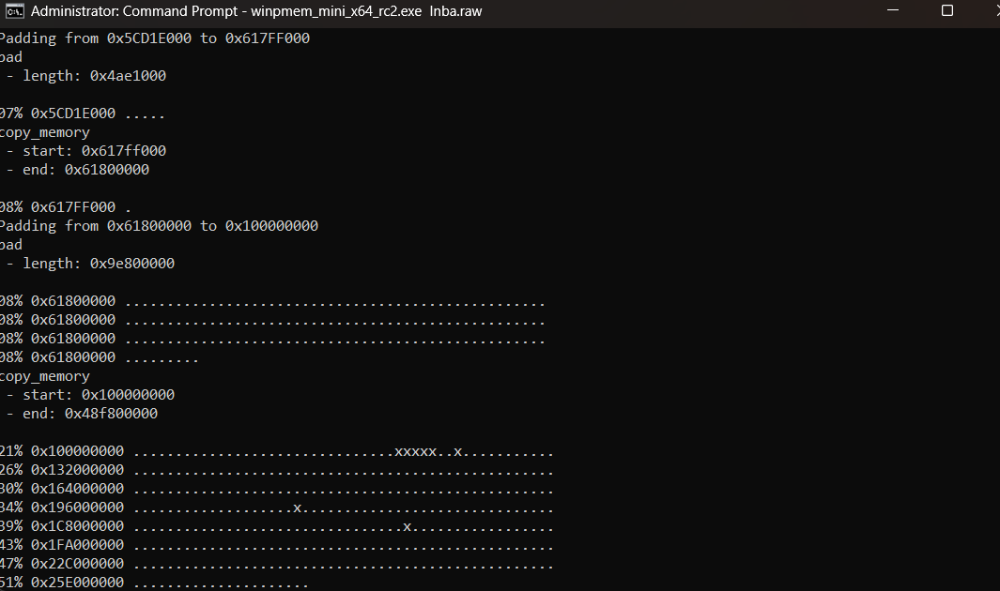 Administrator: Command Prompt - winpmem_mini_x64_rc2.exe  lnba.raw
Padding from 0x5CD1E000 to 0x617FF000
pad
 - length: 0x4ae1000
07% 0x5CD1E000 .....
copy_memory
 - start: 0x617ff000
 - end: 0x61800000
08% 0x617FF000 .
Padding from 0x61800000 to 0x100000000
pad
 - length: 0x9e800000
08% 0x61800000 ..................................................
08% 0x61800000 ..................................................
08% 0x61800000 ..................................................
08% 0x61800000 .........
copy_memory
 - start: 0x100000000
 - end: 0x48f800000
21% 0x100000000 ...............................xxxxx..x...........
26% 0x132000000 ..................................................
30% 0x164000000 ..................................................
34% 0x196000000 ...................x..............................
39% 0x1C8000000 ................................x.................
43% 0x1FA000000 ..................................................
47% 0x22C000000 ..................................................
51% 0x25E000000 .....................